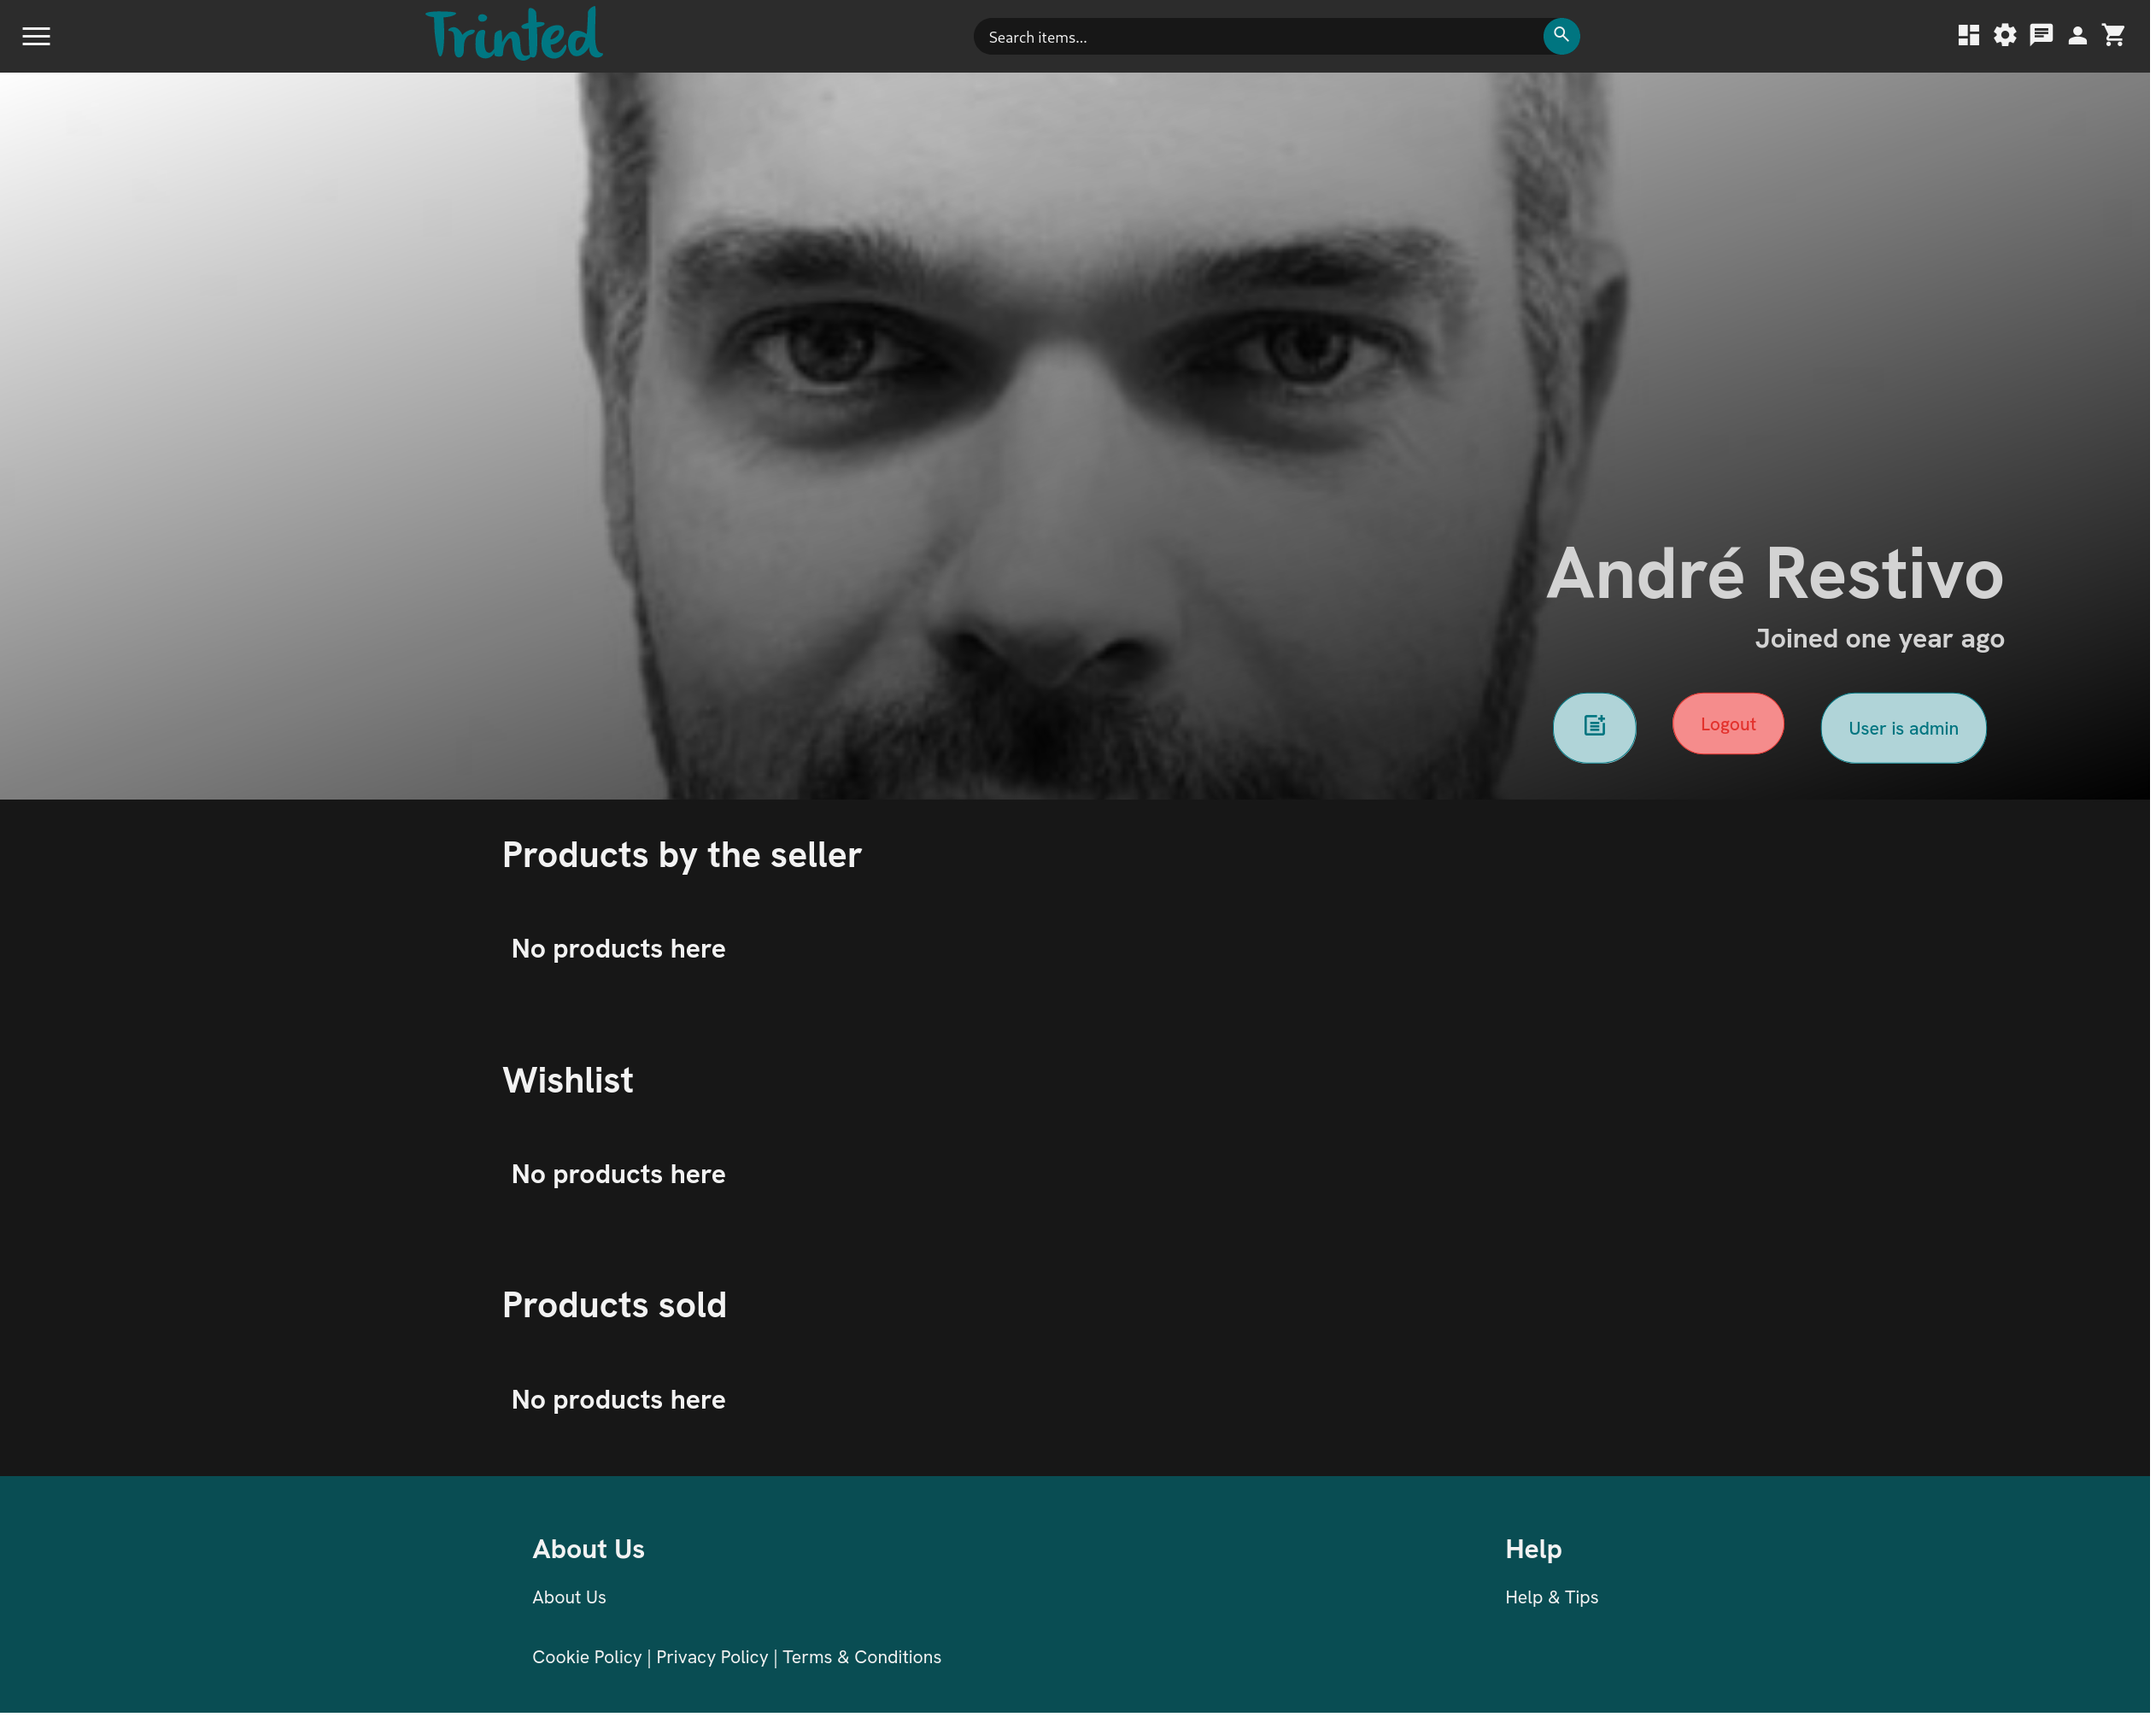 Trinted
Search items...
André Restivo
Joined one year ago
Logout
User is admin
Products by the seller
No products here
Wishlist
No products here
Products sold
No products here
About Us
Help
About Us
Help & Tips
Cookie Policy | Privacy Policy | Terms & Conditions